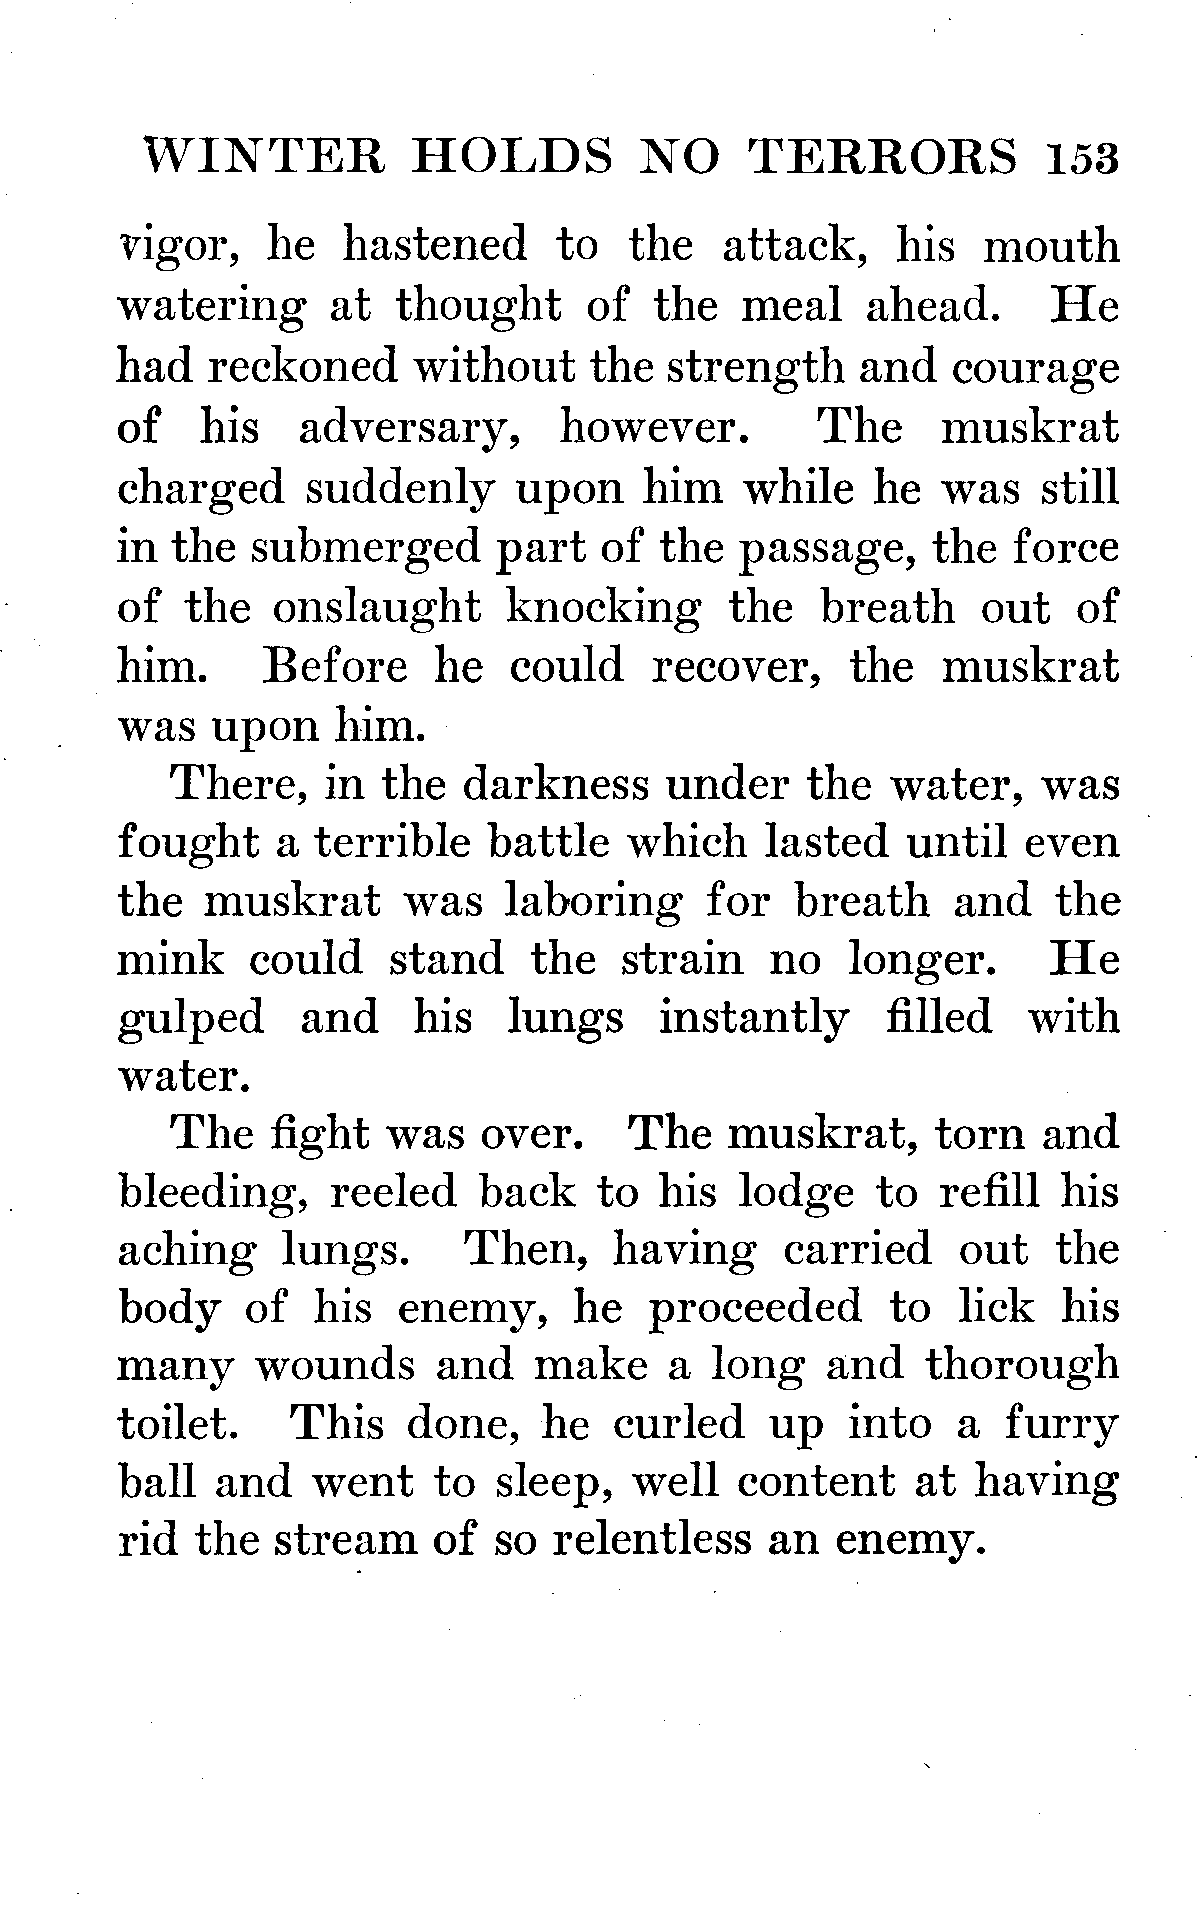 WINTER HOLDS NO TERRORS 153
vigor, he hastened to the attack, his mouth
watering at thought of the meal ahead. He
had reckoned without the strength and courage
of his adversary, however. The muskrat
charged suddenly upon him while he was still
in the submerged part of the passage, the force
of the onslaught knocking the breath out of
him. Before he could recover, the muskrat
was upon him.
There, in the darkness under the water, was
fought a terrible battle which lasted until even
the muskrat was laboring for breath and the
mink could stand the strain no longer. He
gulped and his lungs instantly filled with
water.
The fight was over. The muskrat, torn and
bleeding, reeled back to his lodge to refill his
aching lungs. Then, having carried out the
body of his enemy, he proceeded to lick his
many wounds and make a long and thorough
toilet. This done, he curled up into a furry
ball and went to sleep, well content at having
rid the stream of so relentless an enemy.